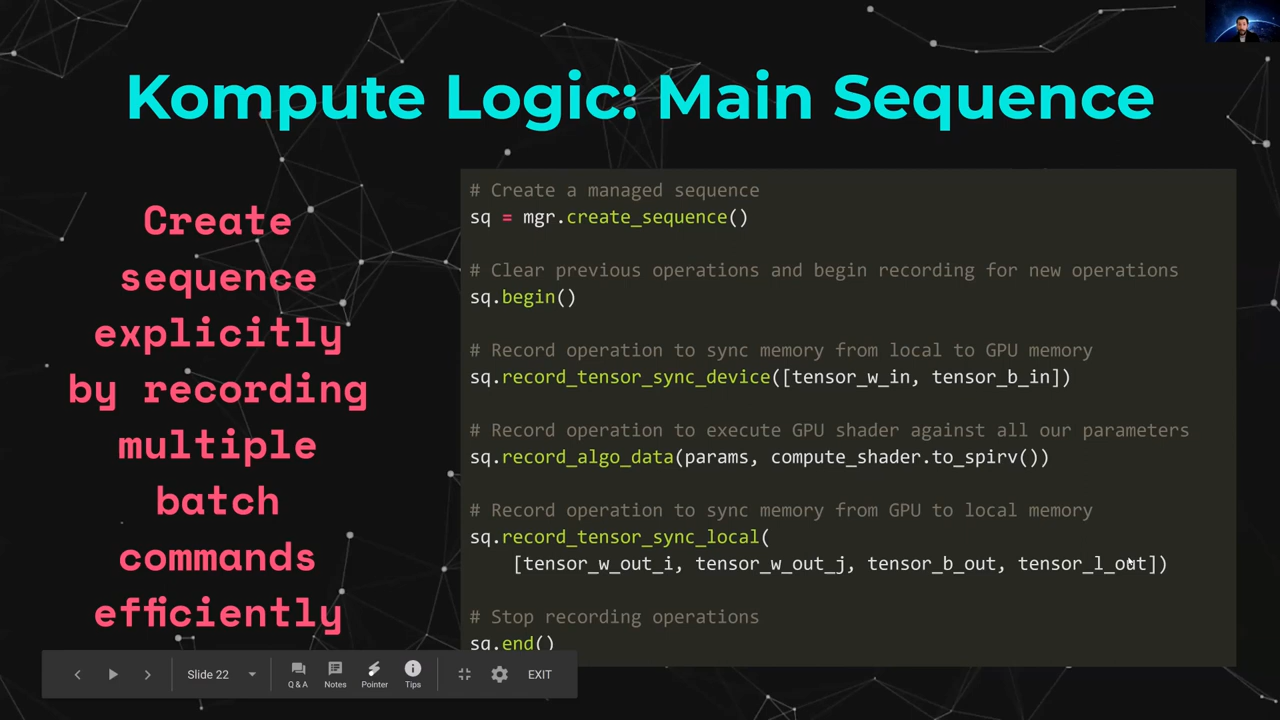 Kompute Logic: Main Sequence
Create
sequence
explicitly
by recording
multiple
batch
commands
efficiently
# Create a managed sequence
sq = mgr.create_sequence()
# Clear previous operations and begin recording for new operations
sq.begin()
# Record operation to sync memory from local to GPU memory
sq.record_tensor_sync_device([tensor_w_in, tensor_b_in])
# Record operation to execute GPU shader against all our parameters
sq.record_algo_data(params, compute_shader.to_spirv())
# Record operation to sync memory from GPU to local memory
sq.record_tensor_sync_local(
[tensor_w_out_i, tensor_w_out_j, tensor_b_out, tensor_l_out])
# Stop recording operations
sq.end()
Slide 22
Q & A
Notes
Pointer
Tips
EXIT